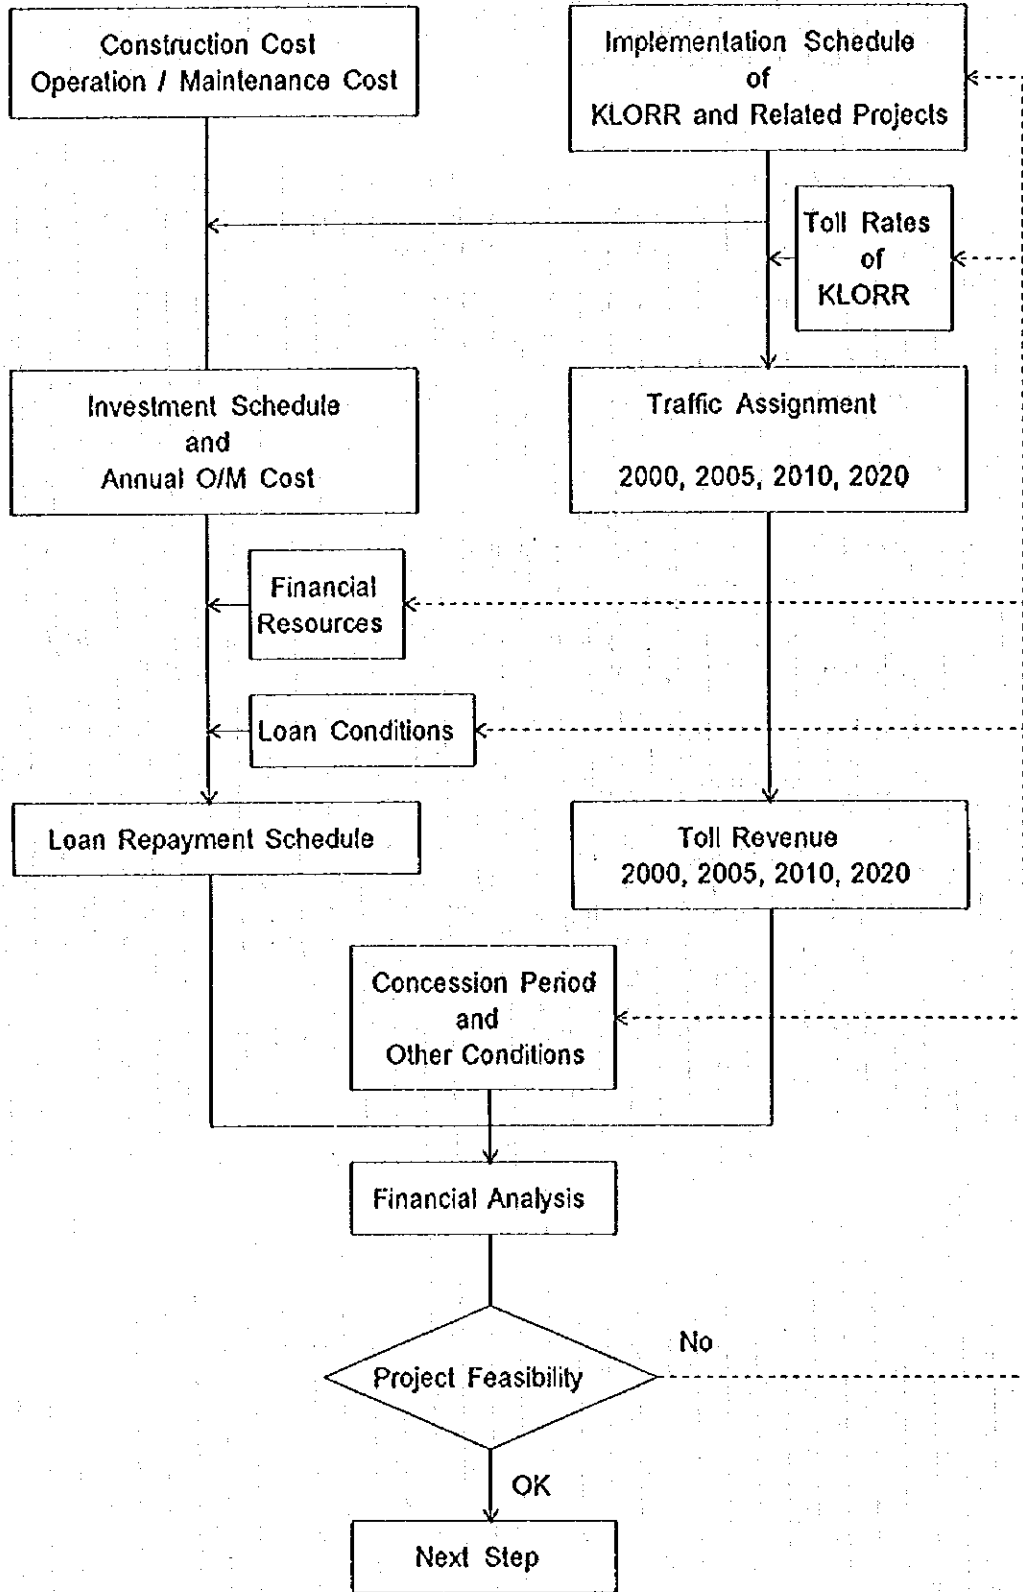 Construction Cost
Operation / Maintenance Cost
Implementation Schedule
of
KLORR and Related Projects
Toll Rates
of
KLORR
Investment Schedule
and
Annual O/M Cost
Traffic Assignment
2000, 2005, 2010, 2020
Financial
Resources
Loan Conditions
Loan Repayment Schedule
Toll Revenue
2000, 2005, 2010, 2020
Concession Period
and
Other Conditions
Financial Analysis
Project Feasibility
No
OK
Next Step